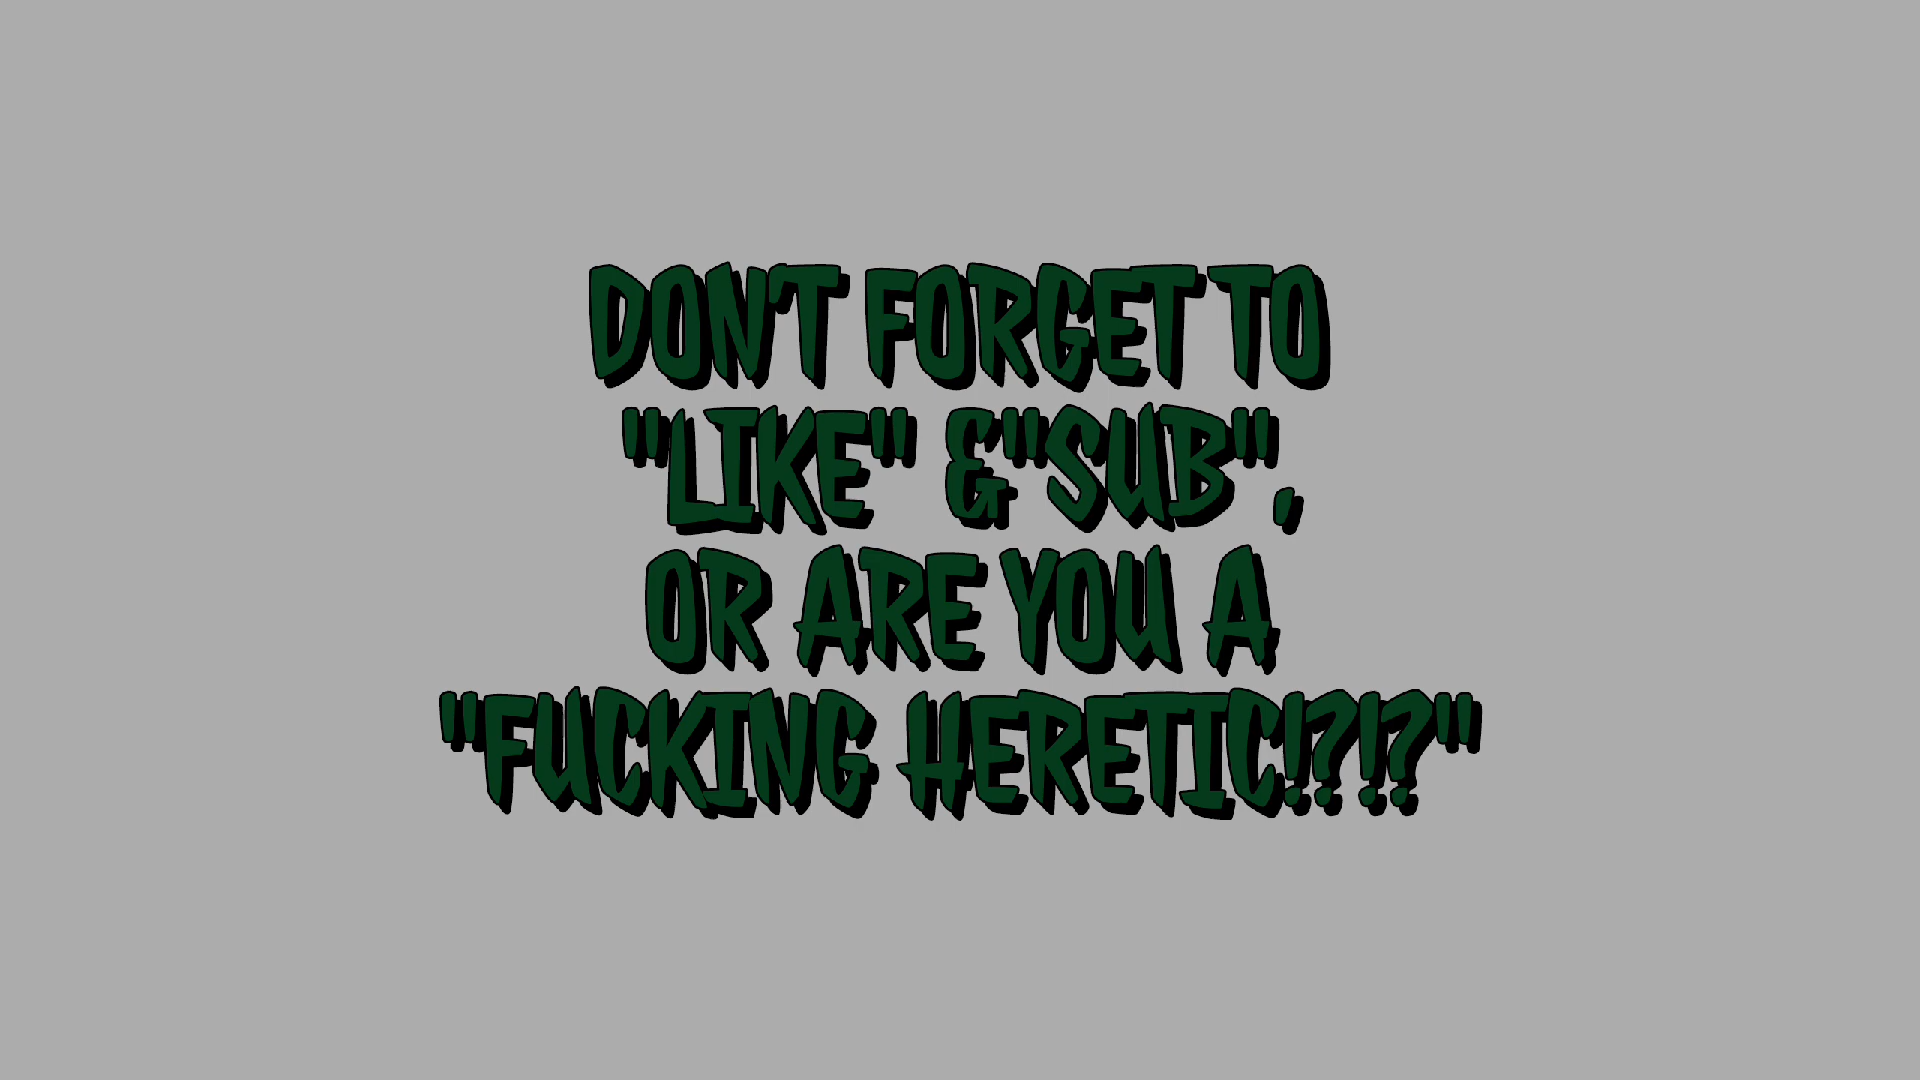 DON'T FORGET TO
"LIKE" &"SUB",
OR ARE YOU A
"FUCKING HERETIC!?!?"